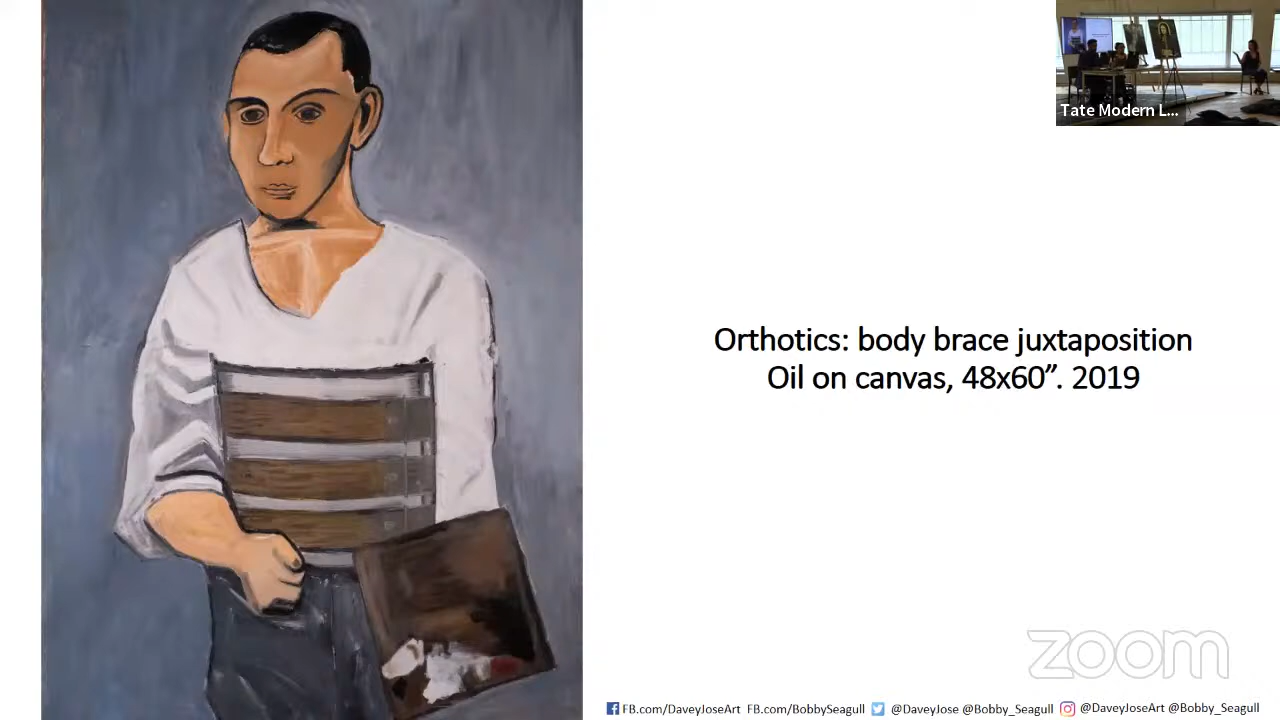 Tate Modern L...
Orthotics: body brace juxtaposition
Oil on canvas, 48x60”. 2019
zoom
FB.com/DaveyJoseArt FB.com/BobbySeagull @DaveyJose @Bobby_Seagull @DaveyJoseArt @Bobby_Seagull